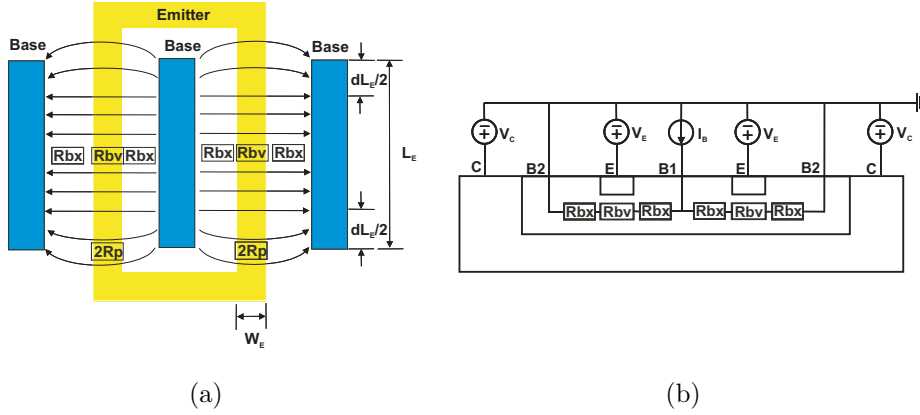 Emitter
Base
Base
Base
dL_E/2
Rbx Rbv Rbx
Rbx Rbv Rbx
L_E
dL_E/2
2Rp
2Rp
W_E
(a)
V_C
V_E
I_B
V_E
V_C
C
B2
E
B1
E
B2
C
Rbx Rbv Rbx
Rbx Rbv Rbx
(b)